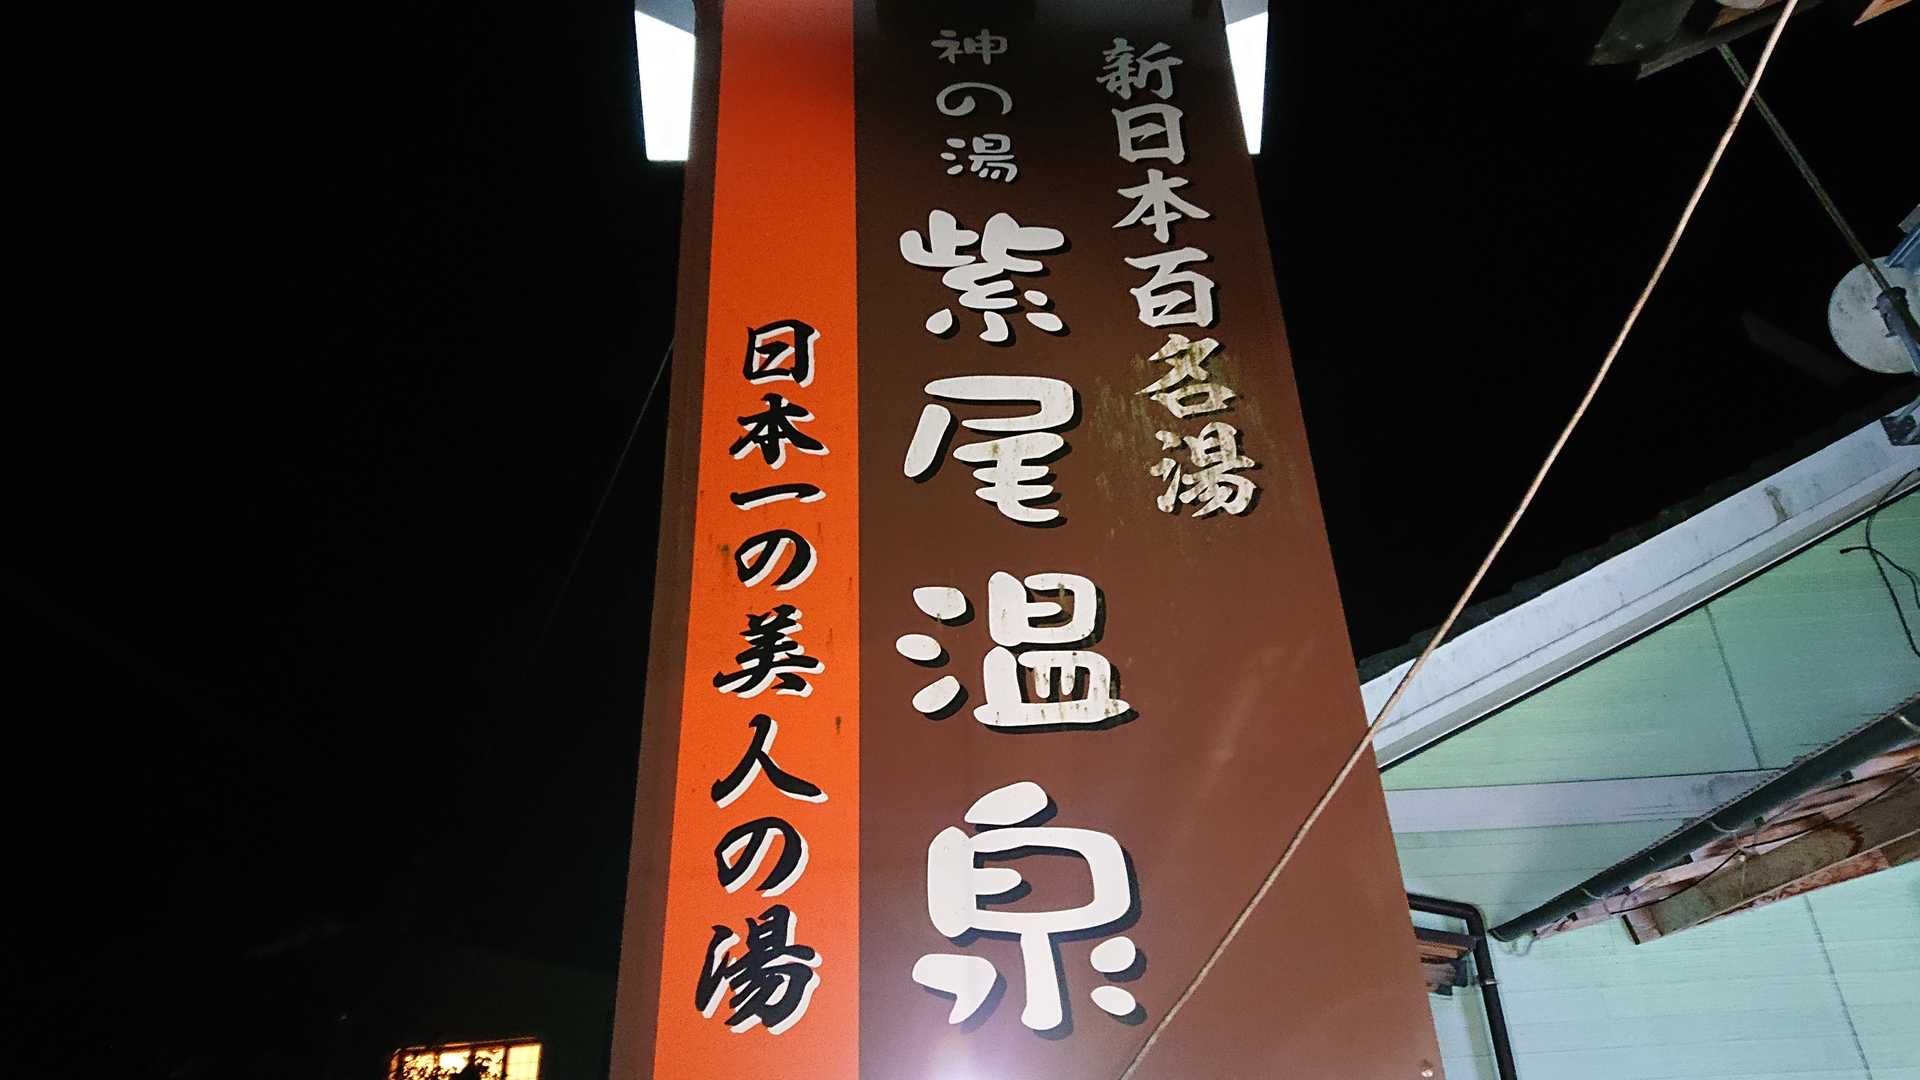 新日本百名湯
神の湯
紫尾温泉
日本一の美人の湯